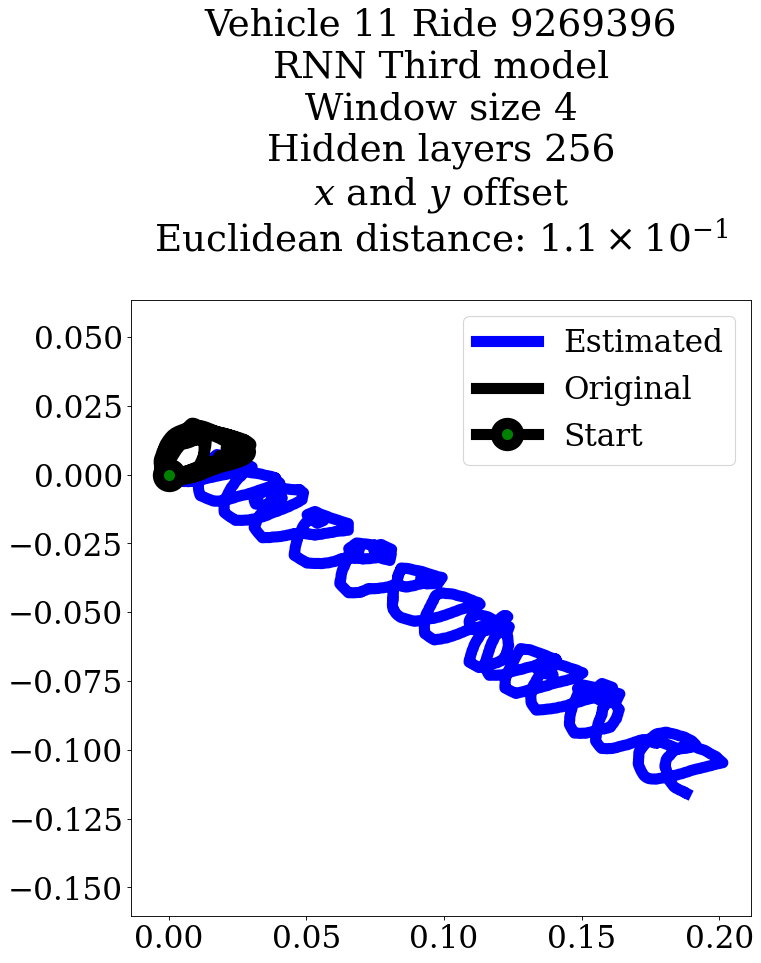 Vehicle 11 Ride 9269396
RNN Third model
Window size 4
Hidden layers 256
x and y offset
Euclidean distance: 1.1 × 10⁻¹
Estimated
Original
Start
0.050
0.025
0.000
−0.025
−0.050
−0.075
−0.100
−0.125
−0.150
0.00 0.05 0.10 0.15 0.20